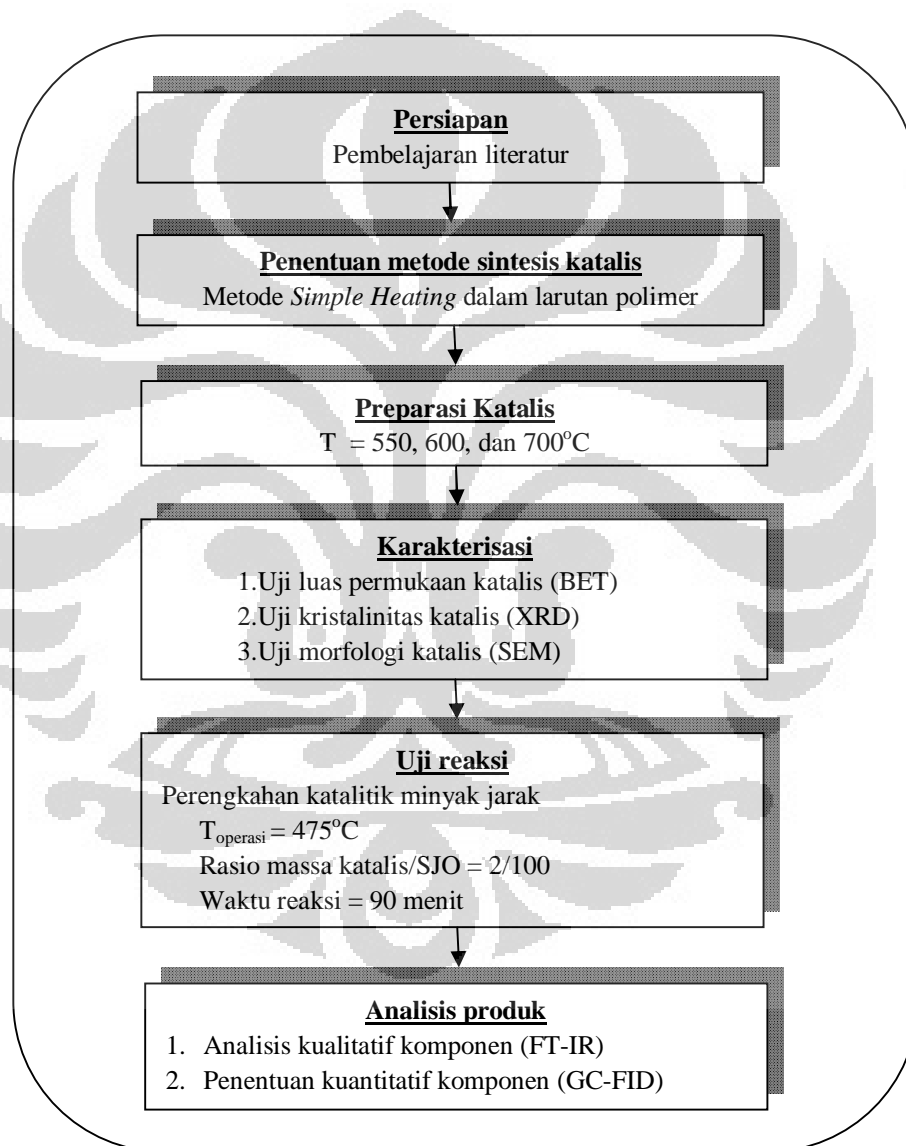 Persiapan
Pembelajaran literatur
Penentuan metode sintesis katalis
Metode Simple Heating dalam larutan polimer
Preparasi Katalis
T = 550, 600, dan 700°C
Karakterisasi
1.Uji luas permukaan katalis (BET)
2.Uji kristalinitas katalis (XRD)
3.Uji morfologi katalis (SEM)
Uji reaksi
Perengkahan katalitik minyak jarak
Toperasi = 475°C
Rasio massa katalis/SJO = 2/100
Waktu reaksi = 90 menit
Analisis produk
1. Analisis kualitatif komponen (FT-IR)
2. Penentuan kuantitatif komponen (GC-FID)